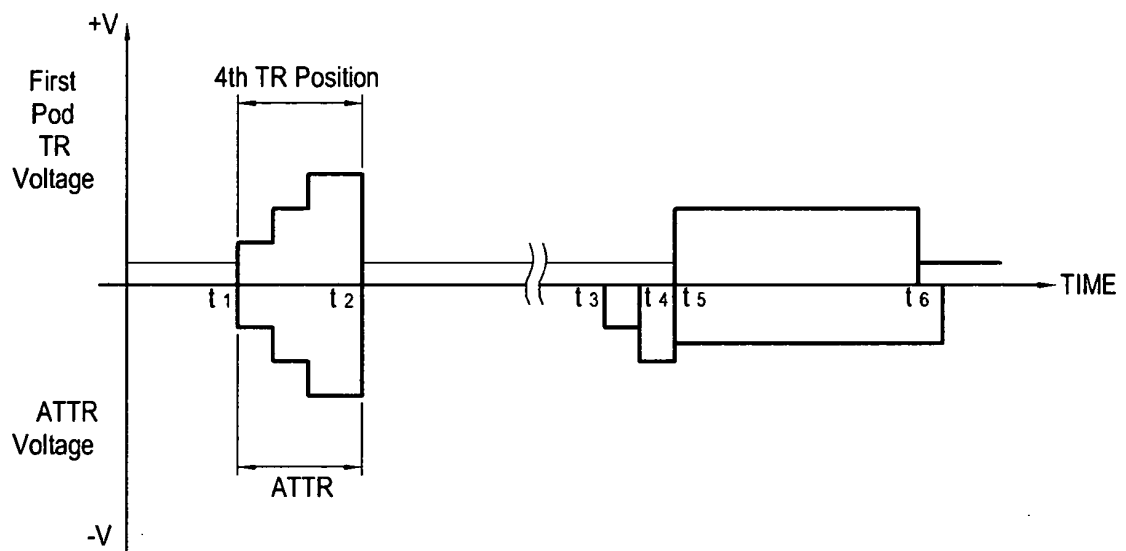 +V
First
Pod
TR
Voltage
4th TR Position
t1
t2
t3
t4
t5
t6
TIME
ATTR
Voltage
ATTR
-V